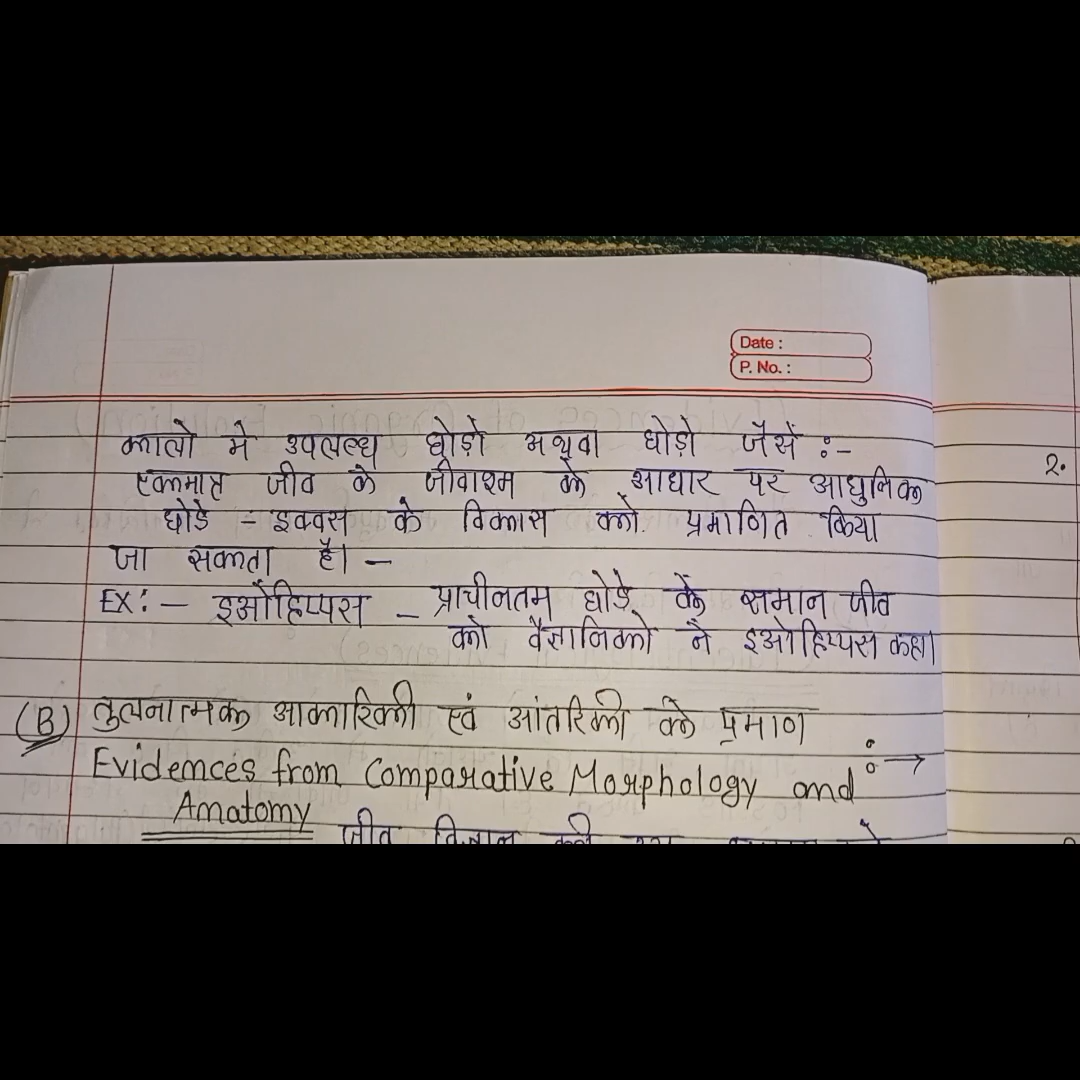 Date :
P. No. :
कालो मे उपलब्ध घोड़ो अथवा घोड़ो जैसें :-
एकमात्र जीव के जीवाश्म के आधार पर आधुनिक
घोडे - इक्वस के विकास को प्रमाणित किया
जा सकता है। -
EX: - इओहिप्पस - प्राचीनतम घोड़े के समान जीव
को वैज्ञानिको ने इओहिप्पस कहा।
2.
(B) तुलनात्मक आकारिकी एवं आंतरिकी के प्रमाण
Evidences from Comparative Morphology and :→
Anatomy
जीव विज्ञान की